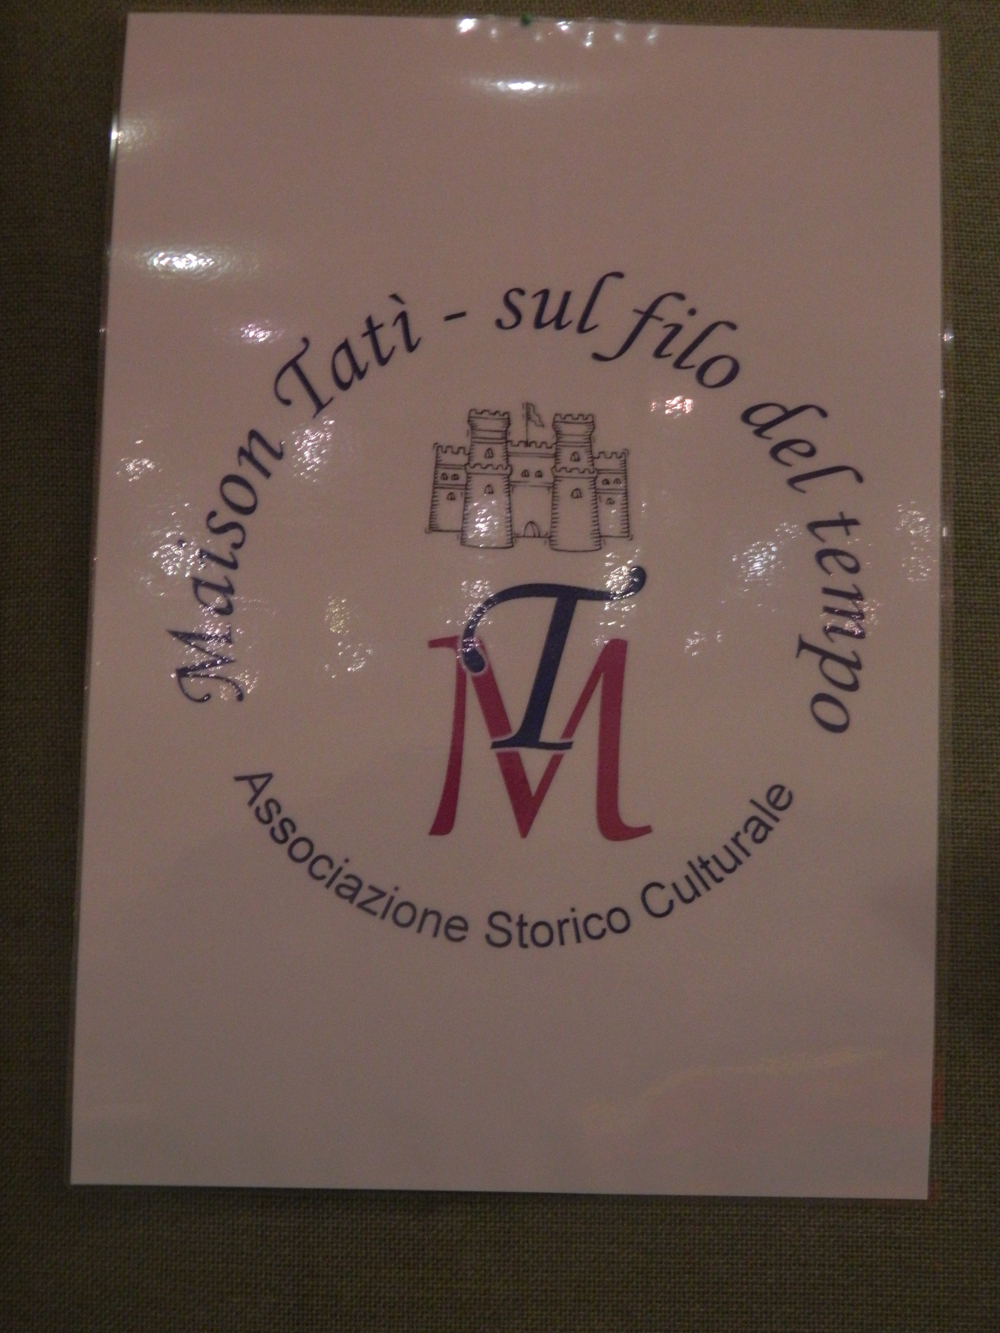 Maison Tatì - sul filo del tempo
TM
Associazione Storico Culturale